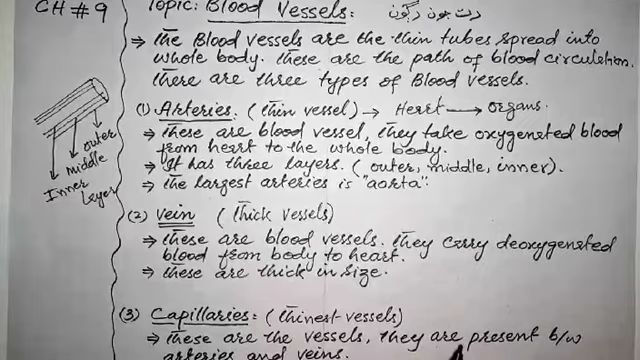 CH # 9
Topic: Blood Vessels:
⇒ The Blood vessels are the thin tubes spread into
whole body. These are the path of blood circulation.
There are three types of Blood vessels.
outer
middle
Inner
Layer
(1) Arteries. (thin vessel) → Heart → organs.
⇒ These are blood vessel, they take oxygenated blood
from heart to the whole body.
⇒ It has three layers. (outer, middle, inner).
⇒ The largest arteries is "aorta".
(2) Vein (Thick vessels)
⇒ These are blood vessels. They carry deoxygenated
blood from body to heart.
⇒ These are thick in size.
(3) Capillaries: (Thinest vessels)
⇒ These are the vessels, they are present b/w
arteries and veins.